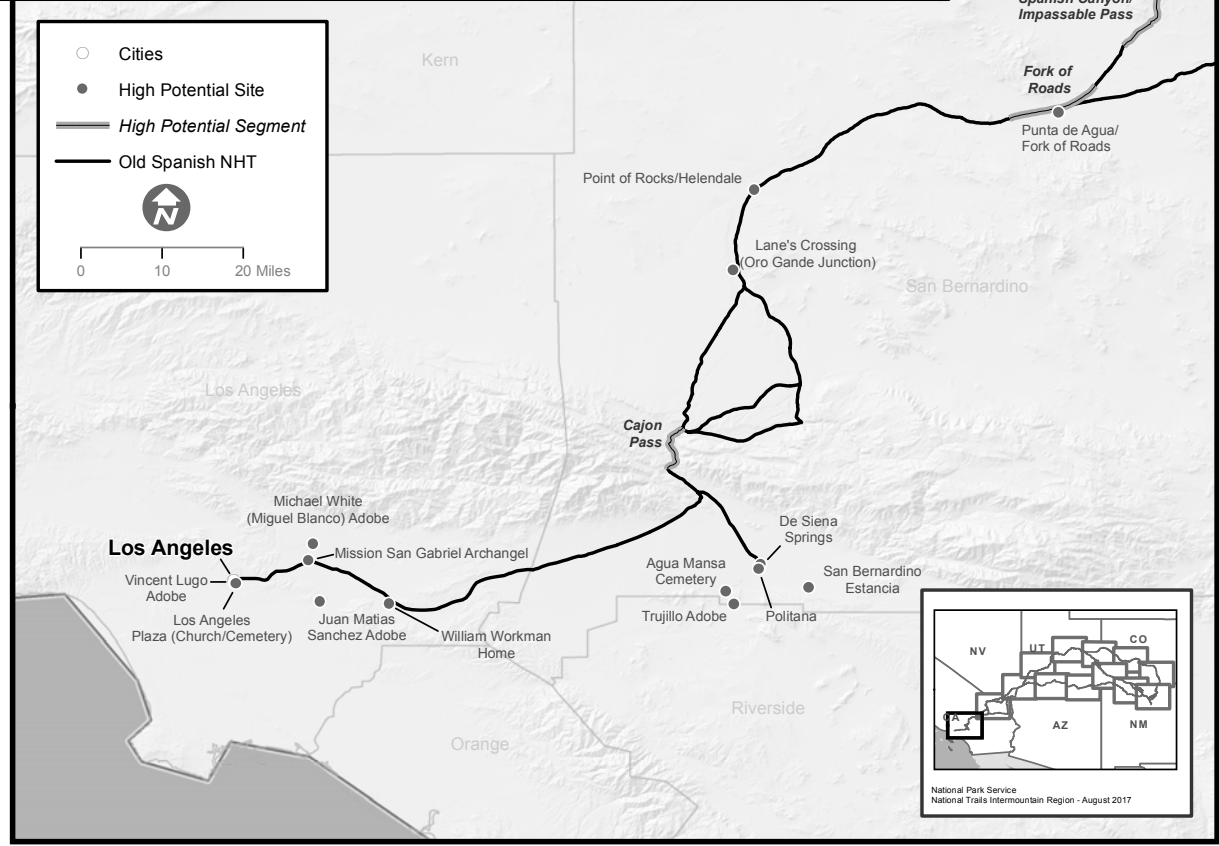 Spanish Canyon/
Impassable Pass
Cities
High Potential Site
High Potential Segment
Old Spanish NHT
N
0 10 20 Miles
Kern
Fork of
Roads
Punta de Agua/
Fork of Roads
Point of Rocks/Helendale
Lane's Crossing
(Oro Gande Junction)
San Bernardino
Los Angeles
Cajon
Pass
Michael White
(Miguel Blanco) Adobe
Los Angeles
Mission San Gabriel Archangel
Vincent Lugo
Adobe
Los Angeles
Plaza (Church/Cemetery)
Juan Matias
Sanchez Adobe
William Workman
Home
De Siena
Springs
Agua Mansa
Cemetery
San Bernardino
Estancia
Trujillo Adobe
Politana
Riverside
Orange
NV
UT
CO
CA
AZ
NM
National Park Service
National Trails Intermountain Region - August 2017